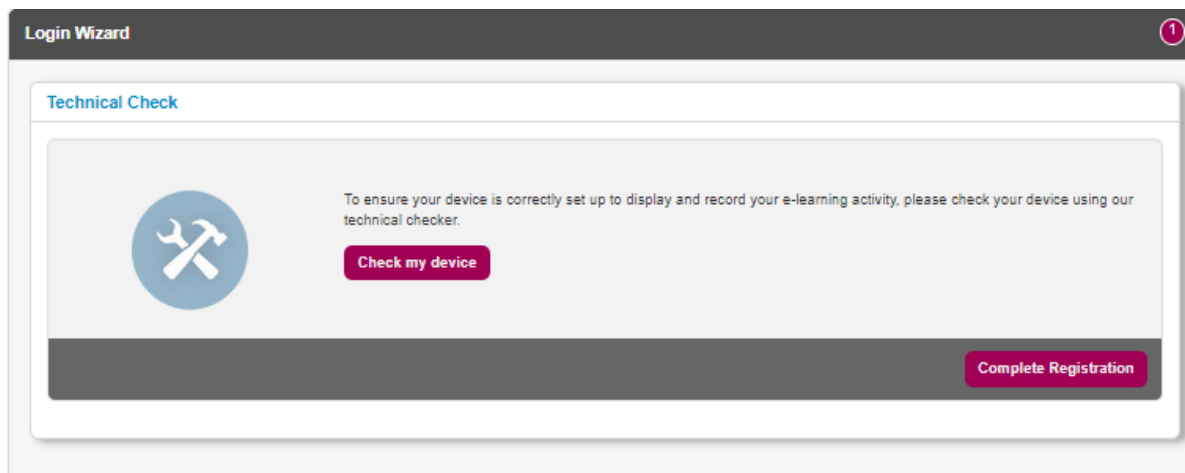 Login Wizard
1
Technical Check
To ensure your device is correctly set up to display and record your e-learning activity, please check your device using our
technical checker.
Check my device
Complete Registration